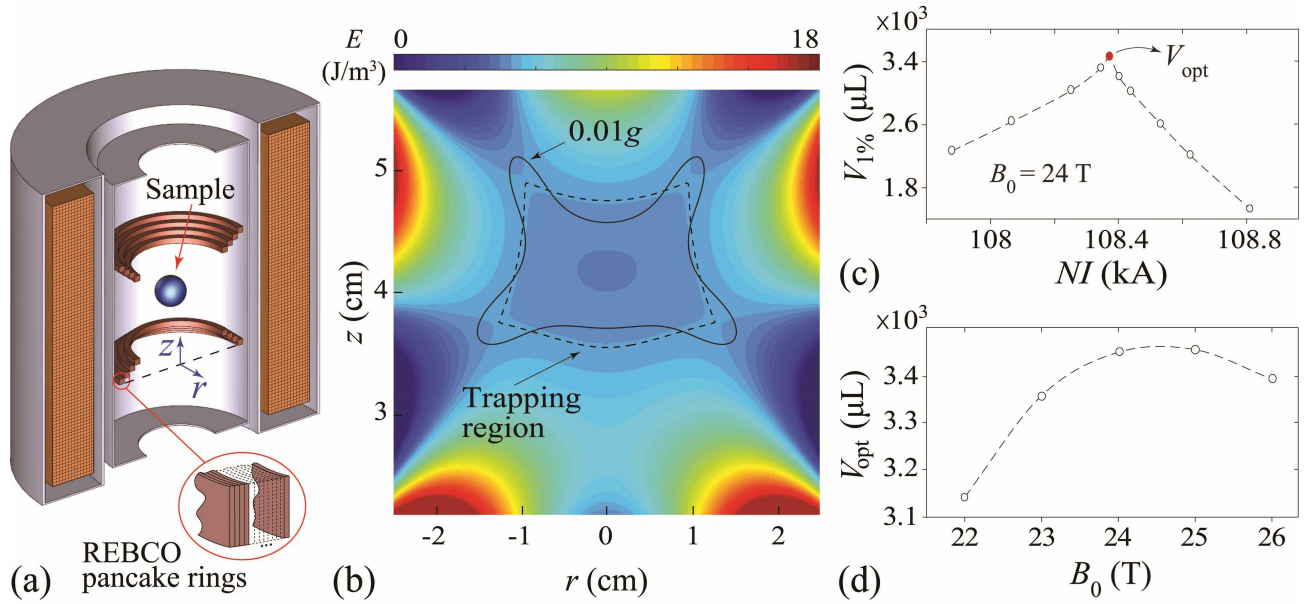 Sample
z
r
REBCO
pancake rings
(a)
E
(J/m³)
0
18
0.01g
Trapping
region
z (cm)
5
4
3
-2
-1
0
1
2
r (cm)
(b)
×10³
V1% (µL)
3.4
2.6
1.8
Vopt
B0 = 24 T
108
108.4
108.8
NI (kA)
(c)
×10³
Vopt (µL)
3.4
3.3
3.2
3.1
22
23
24
25
26
B0 (T)
(d)